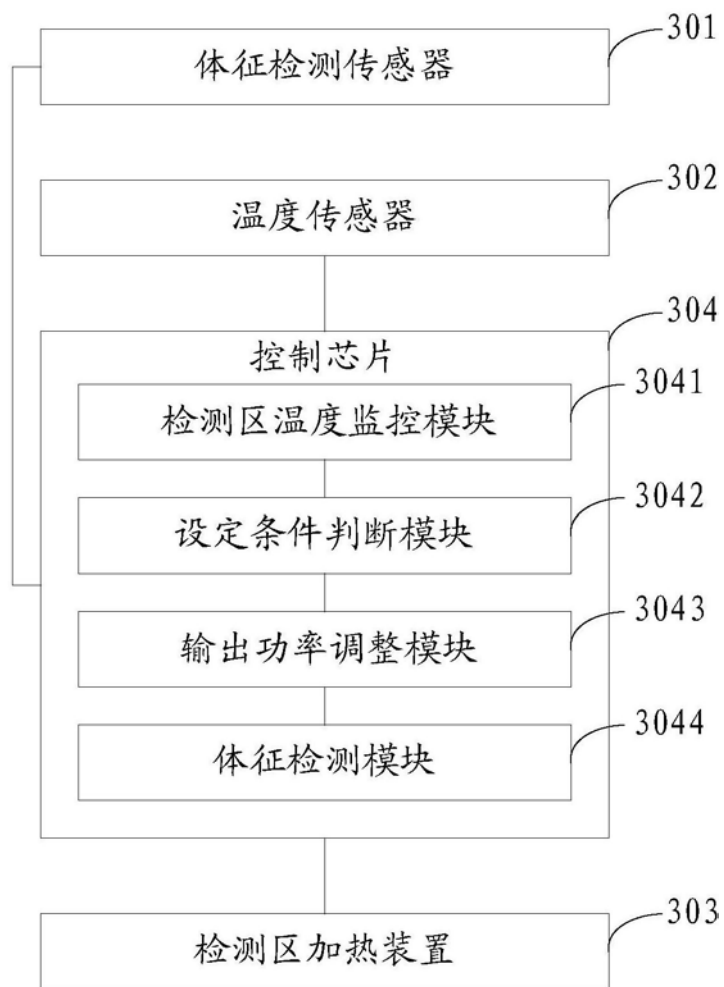 301
体征检测传感器
302
温度传感器
304
控制芯片
3041
检测区温度监控模块
3042
设定条件判断模块
3043
输出功率调整模块
3044
体征检测模块
303
检测区加热装置